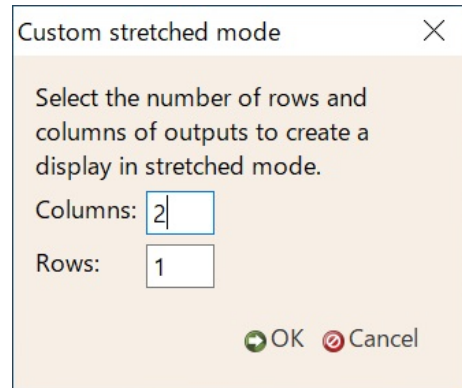 Custom stretched mode
Select the number of rows and
columns of outputs to create a
display in stretched mode.
Columns: 2
Rows: 1
OK Cancel